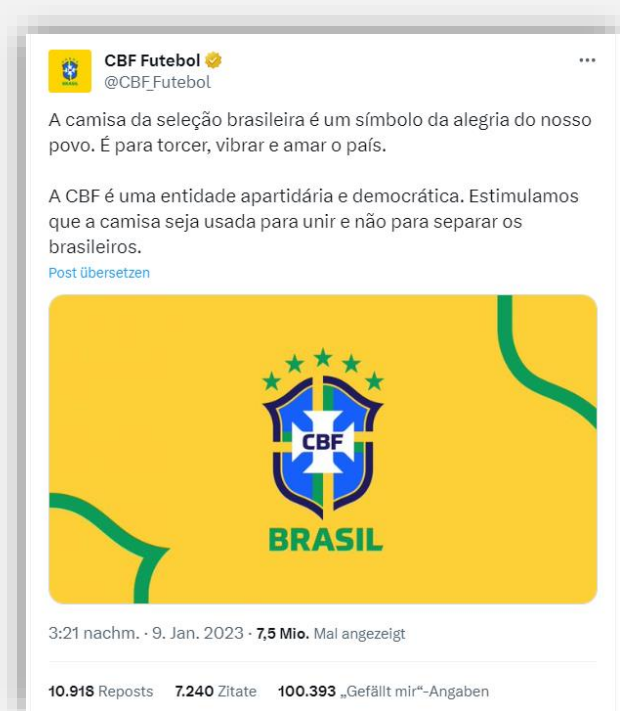 CBF Futebol
@CBF_Futebol
A camisa da seleção brasileira é um símbolo da alegria do nosso
povo. É para torcer, vibrar e amar o país.
A CBF é uma entidade apartidária e democrática. Estimulamos
que a camisa seja usada para unir e não para separar os
brasileiros.
Post übersetzen
CBF
BRASIL
3:21 nachm. · 9. Jan. 2023 · 7,5 Mio. Mal angezeigt
10.918 Reposts 7.240 Zitate 100.393 „Gefällt mir“-Angaben